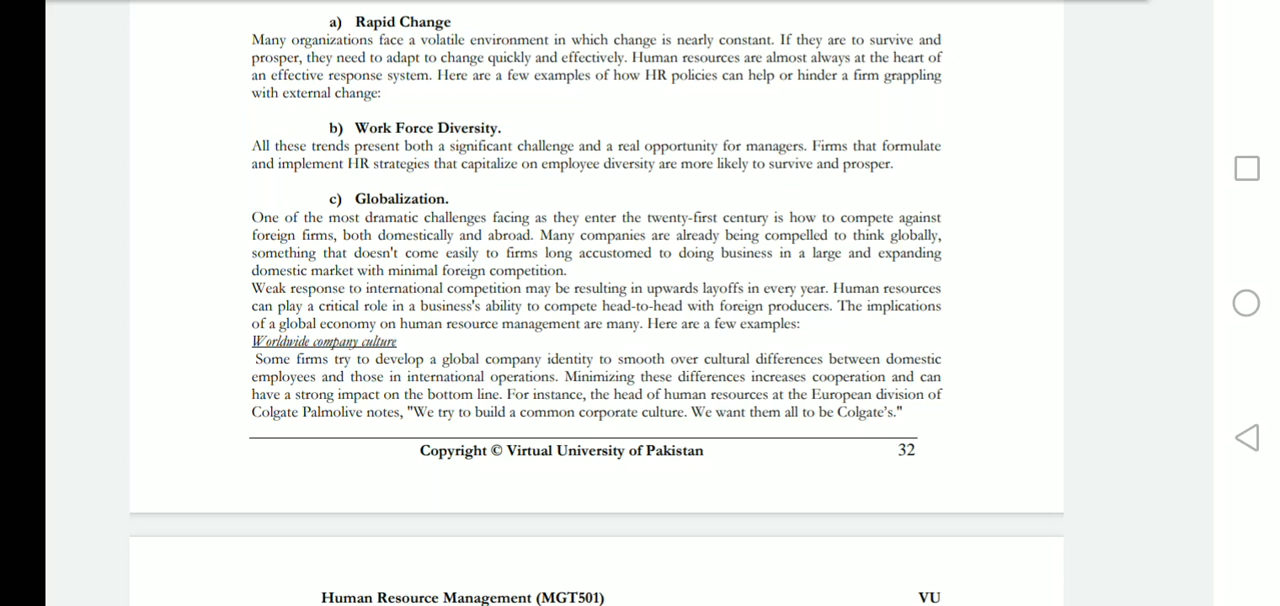 a) Rapid Change
Many organizations face a volatile environment in which change is nearly constant. If they are to survive and
prosper, they need to adapt to change quickly and effectively. Human resources are almost always at the heart of
an effective response system. Here are a few examples of how HR policies can help or hinder a firm grappling
with external change:
b) Work Force Diversity.
All these trends present both a significant challenge and a real opportunity for managers. Firms that formulate
and implement HR strategies that capitalize on employee diversity are more likely to survive and prosper.
c) Globalization.
One of the most dramatic challenges facing as they enter the twenty-first century is how to compete against
foreign firms, both domestically and abroad. Many companies are already being compelled to think globally,
something that doesn't come easily to firms long accustomed to doing business in a large and expanding
domestic market with minimal foreign competition.
Weak response to international competition may be resulting in upwards layoffs in every year. Human resources
can play a critical role in a business's ability to compete head-to-head with foreign producers. The implications
of a global economy on human resource management are many. Here are a few examples:
Worldwide company culture
Some firms try to develop a global company identity to smooth over cultural differences between domestic
employees and those in international operations. Minimizing these differences increases cooperation and can
have a strong impact on the bottom line. For instance, the head of human resources at the European division of
Colgate Palmolive notes, "We try to build a common corporate culture. We want them all to be Colgate's."
Copyright © Virtual University of Pakistan 32
Human Resource Management (MGT501) VU